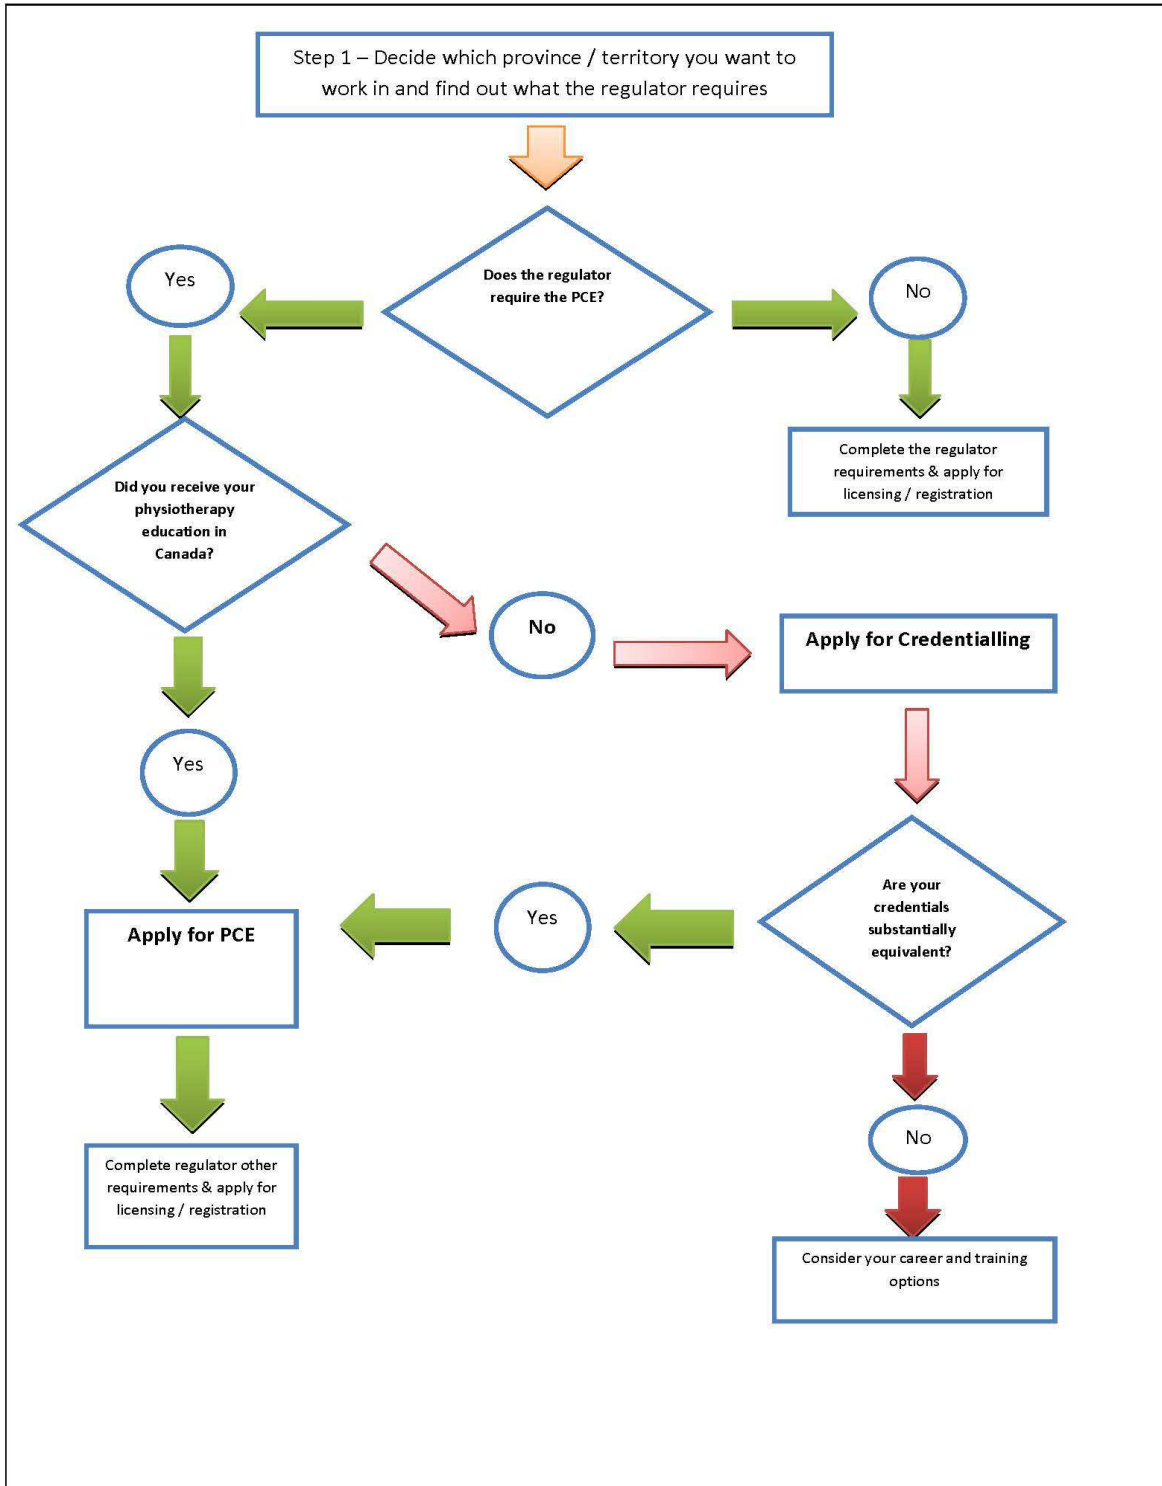 Step 1 – Decide which province / territory you want to
work in and find out what the regulator requires
Does the regulator
require the PCE?
Yes
No
Complete the regulator
requirements & apply for
licensing / registration
Did you receive your
physiotherapy
education in
Canada?
No
Apply for Credentialling
Yes
Are your
credentials
substantially
equivalent?
Yes
Apply for PCE
No
Complete regulator other
requirements & apply for
licensing / registration
Consider your career and training
options